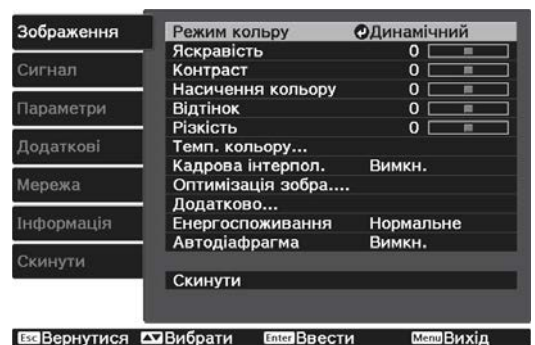 Зображення
Сигнал
Параметри
Додаткові
Мережа
Інформація
Скинути
Режим кольру Динамічний
Яскравість 0
Контраст 0
Насичення кольору 0
Відтінок 0
Різкість 0
Темп. кольору...
Кадрова інтерпол. Вимкн.
Оптимізація зобра....
Додатково...
Енергоспоживання Нормальне
Автодіафрагма Вимкн.
Скинути
Esc Вернутися Вибрати Enter Ввести Menu Вихід